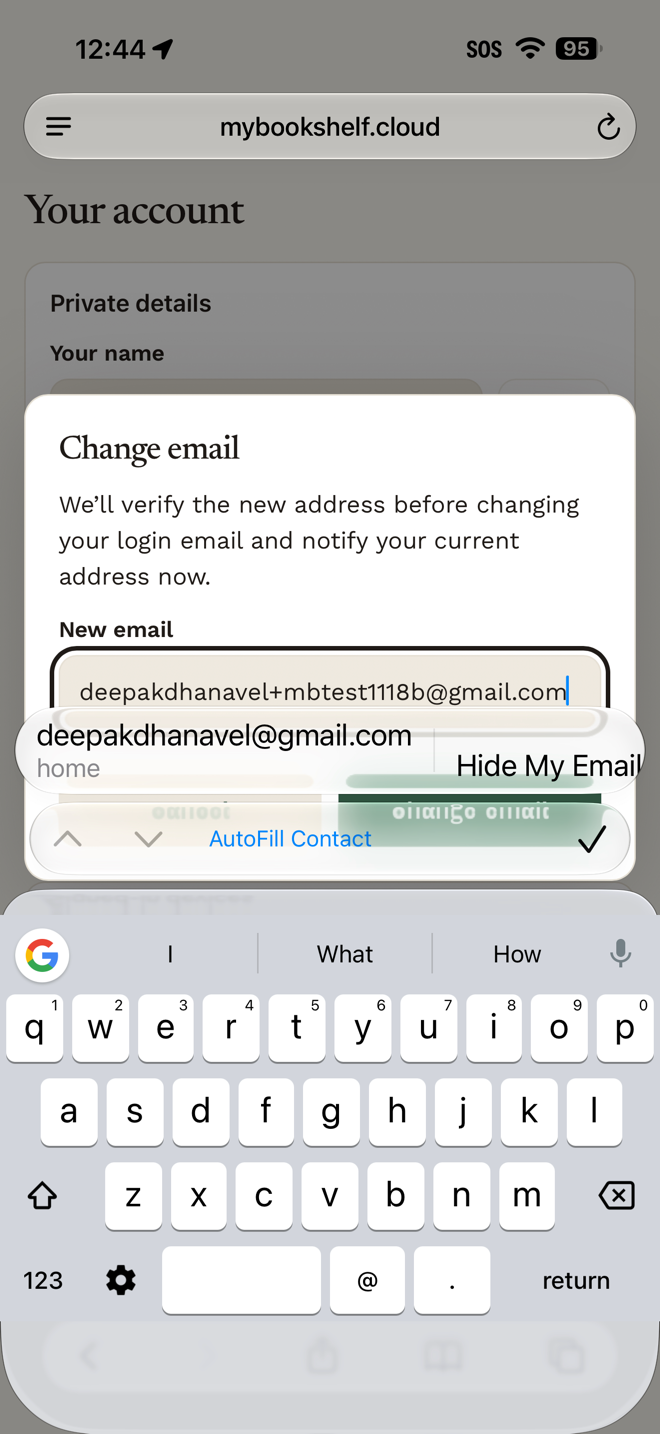 12:44
SOS
95
mybookshelf.cloud
Your account
Private details
Your name
Change email
We’ll verify the new address before changing
your login email and notify your current
address now.
New email
deepakdhanavel+mbtest1118b@gmail.com
deepakdhanavel@gmail.com
home
Hide My Email
AutoFill Contact
I What How
q 1 w 2 e 3 r 4 t 5 y 6 u 7 i 8 o 9 p 0
a s d f g h j k l
z x c v b n m
123 @ . return